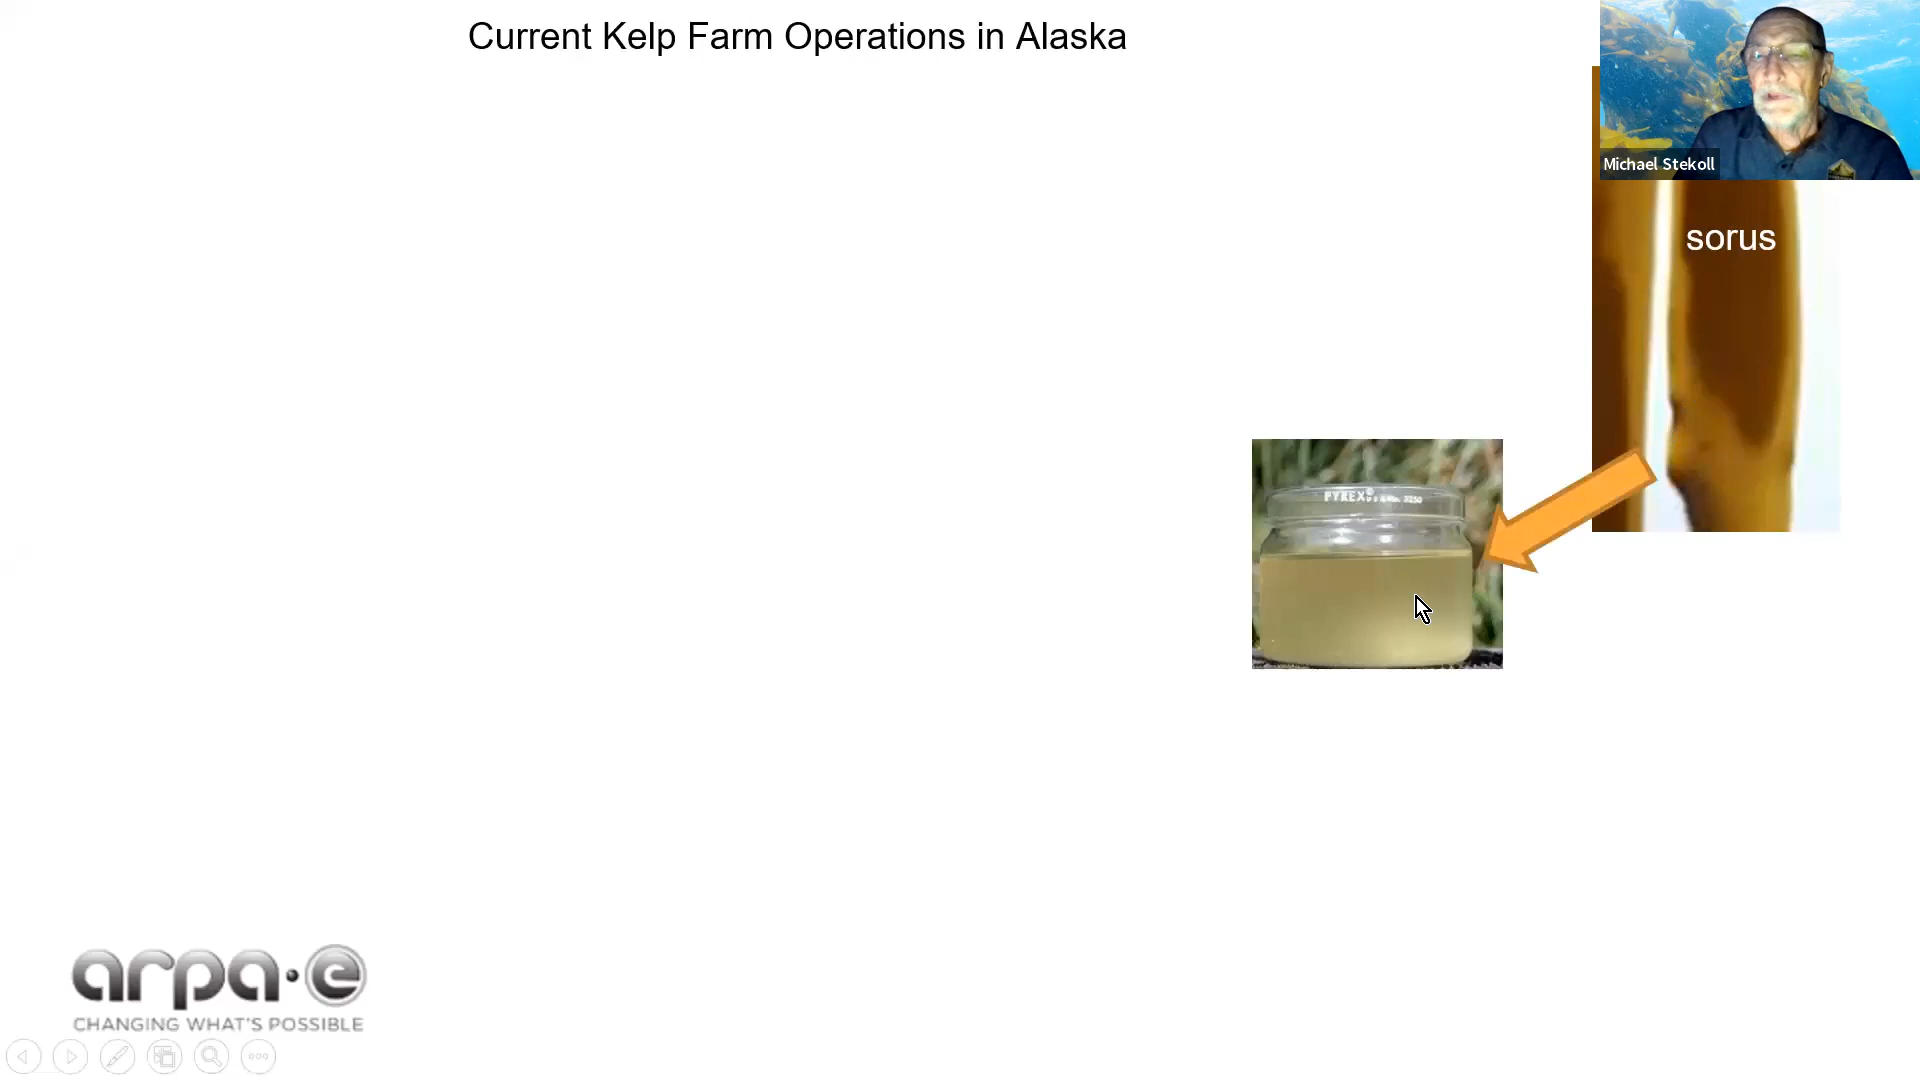 Current Kelp Farm Operations in Alaska
Michael Stekoll
sorus
PYREX
arpa·e
CHANGING WHAT'S POSSIBLE